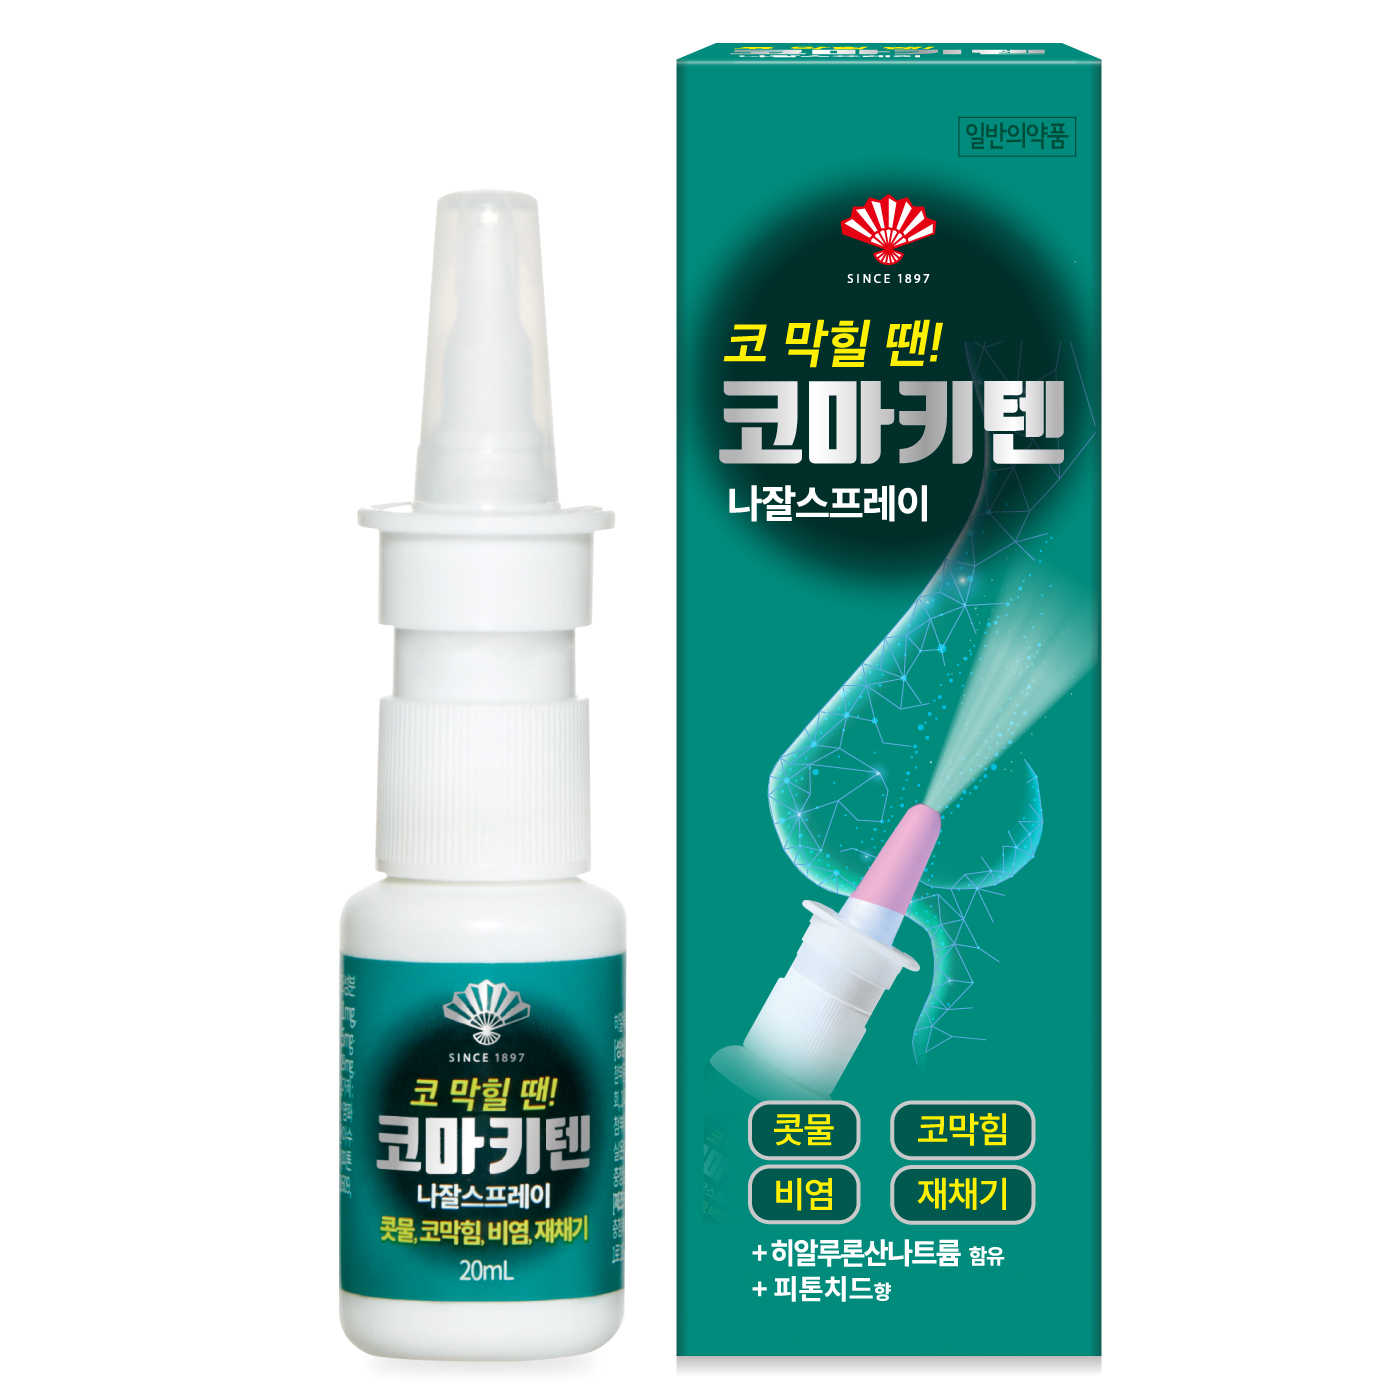 SINCE 1897
코 막힐 땐!
코마키텐
나잘스프레이
콧물, 코막힘, 비염, 재채기
20mL
일반의약품
SINCE 1897
코 막힐 땐!
코마키텐
나잘스프레이
콧물 코막힘
비염 재채기
+ 히알루론산나트륨 함유
+ 피톤치드향